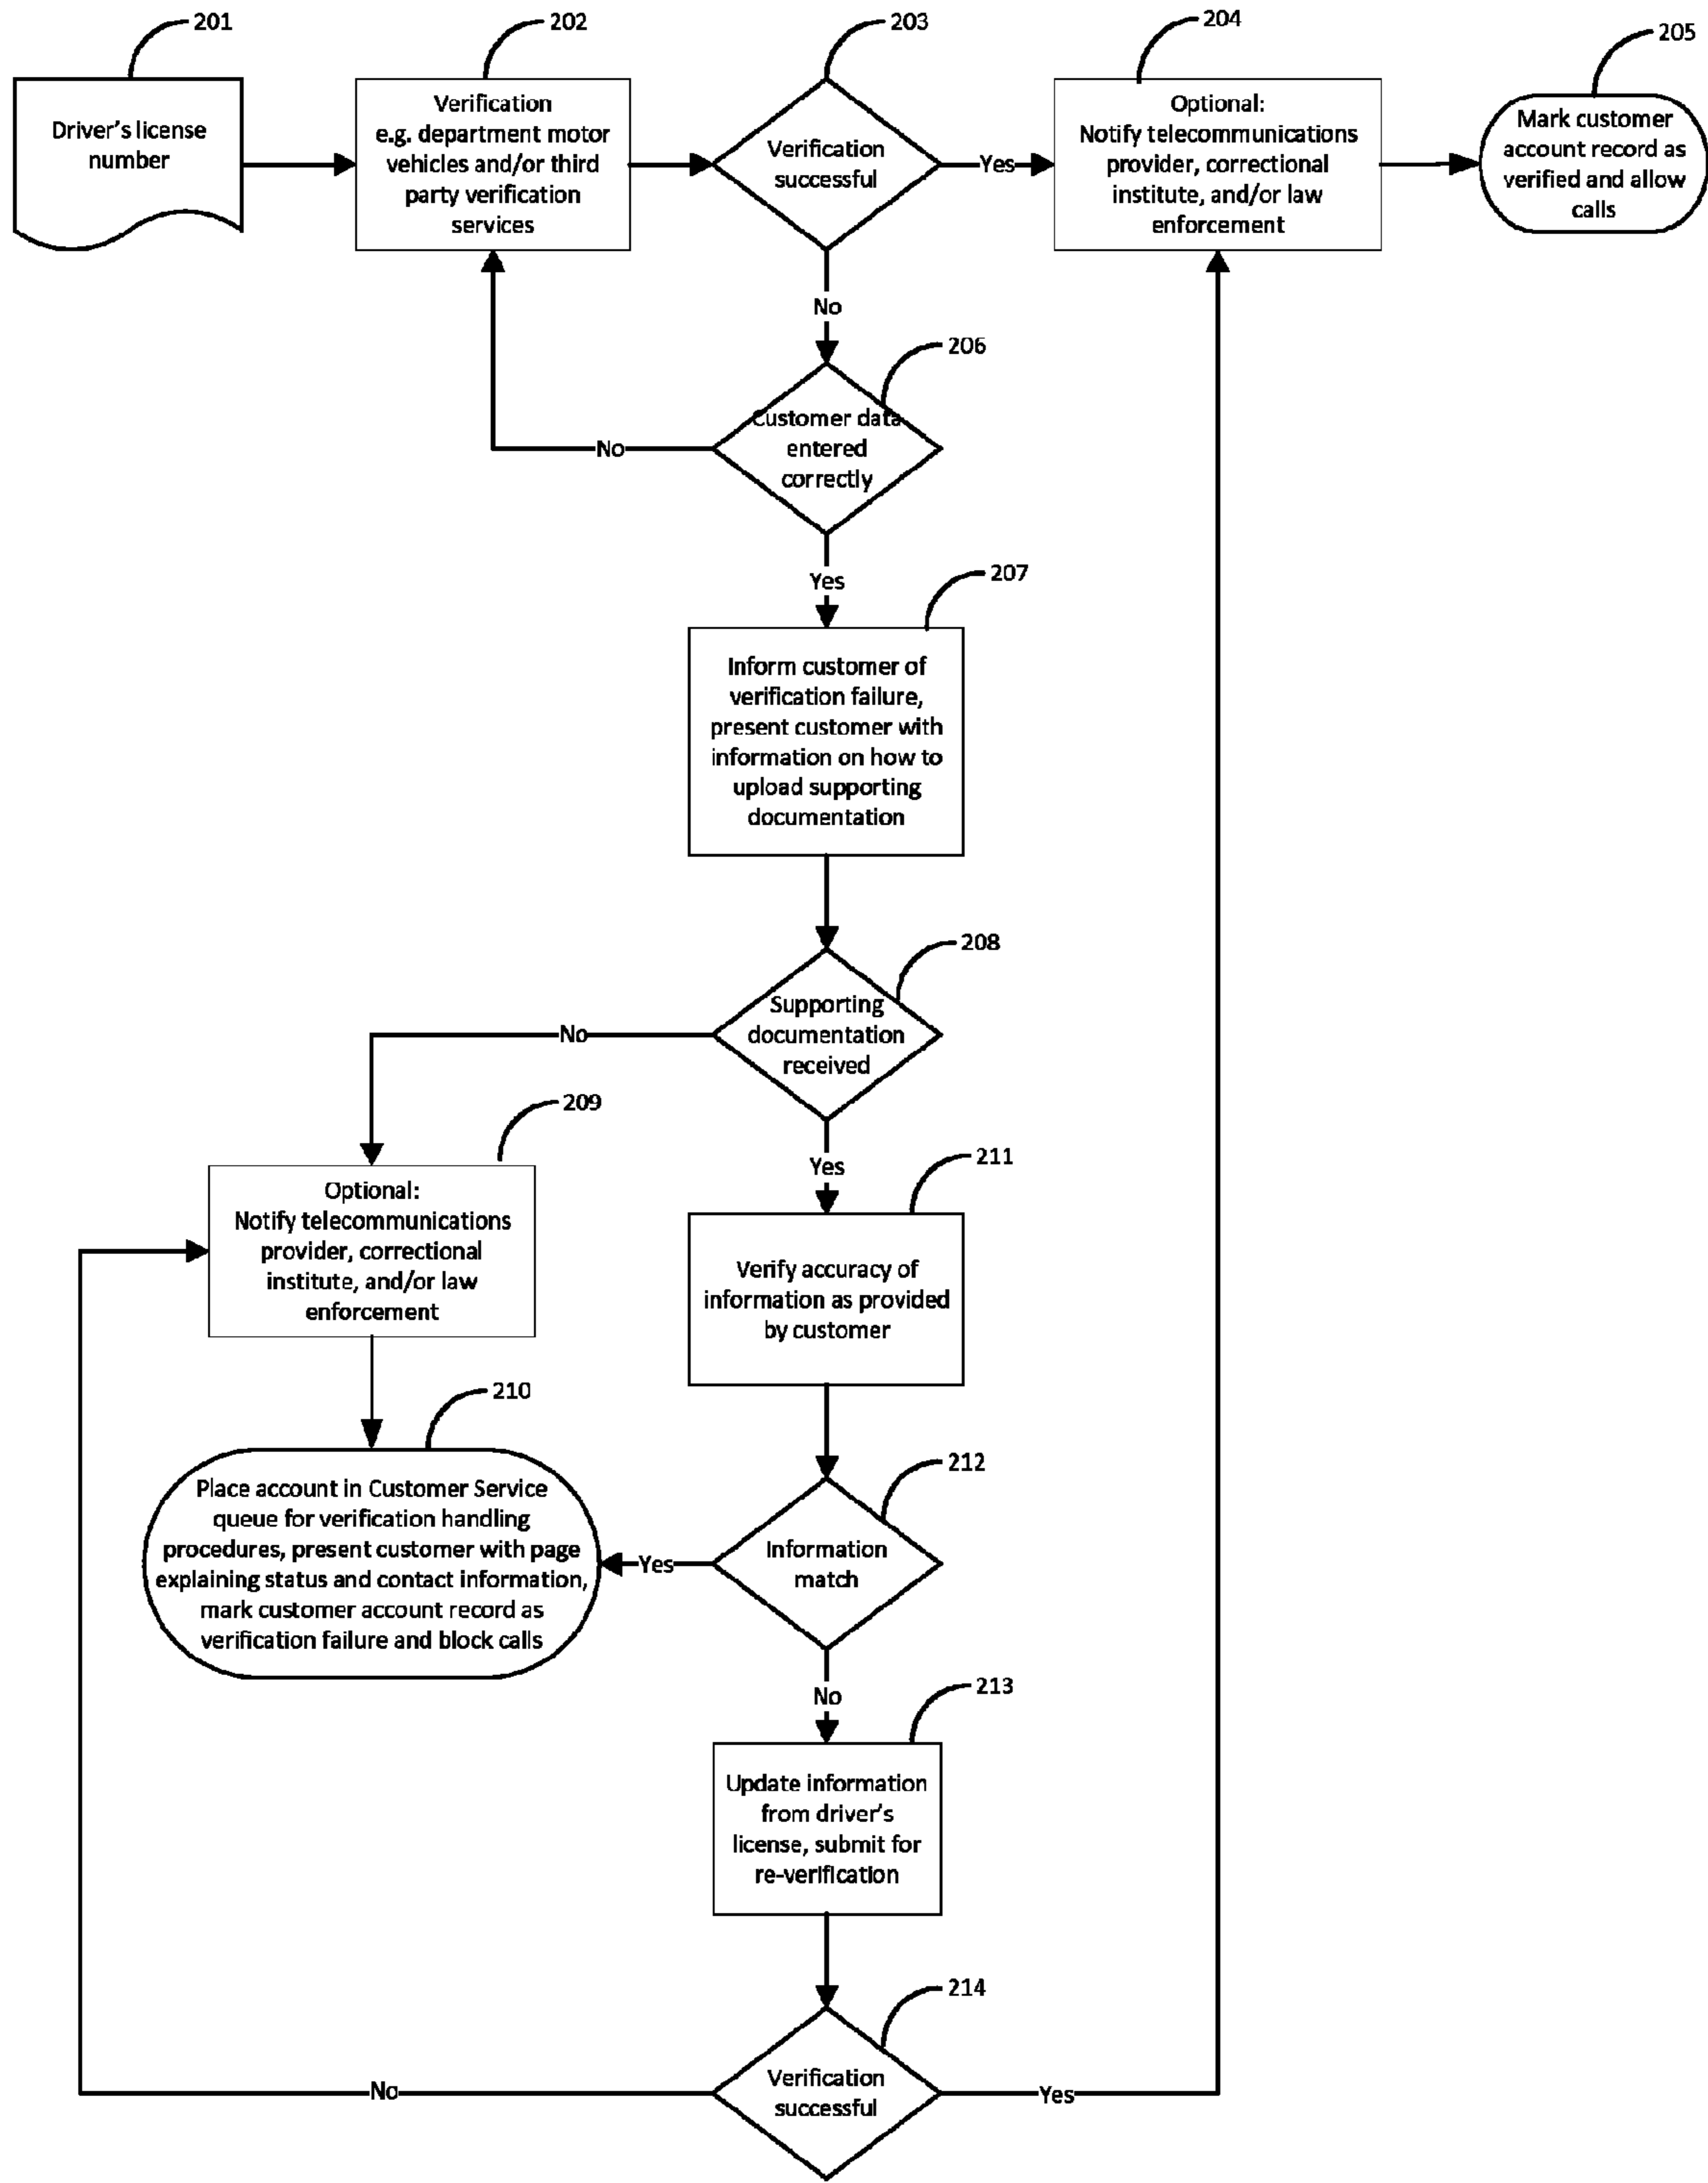 201
202
203
204
205
Driver's license
number
Verification
e.g. department motor
vehicles and/or third
party verification
services
Verification
successful
Yes
Optional:
Notify telecommunications
provider, correctional
institute, and/or law
enforcement
Mark customer
account record as
verified and allow
calls
No
206
Customer data
entered
correctly
No
Yes
207
Inform customer of
verification failure,
present customer with
information on how to
upload supporting
documentation
208
Supporting
documentation
received
No
209
Yes
211
Optional:
Notify telecommunications
provider, correctional
institute, and/or law
enforcement
Verify accuracy of
information as provided
by customer
210
212
Place account in Customer Service
queue for verification handling
procedures, present customer with page
explaining status and contact information,
mark customer account record as
verification failure and block calls
Yes
Information
match
No
213
Update information
from driver's
license, submit for
re-verification
214
Verification
successful
No
Yes